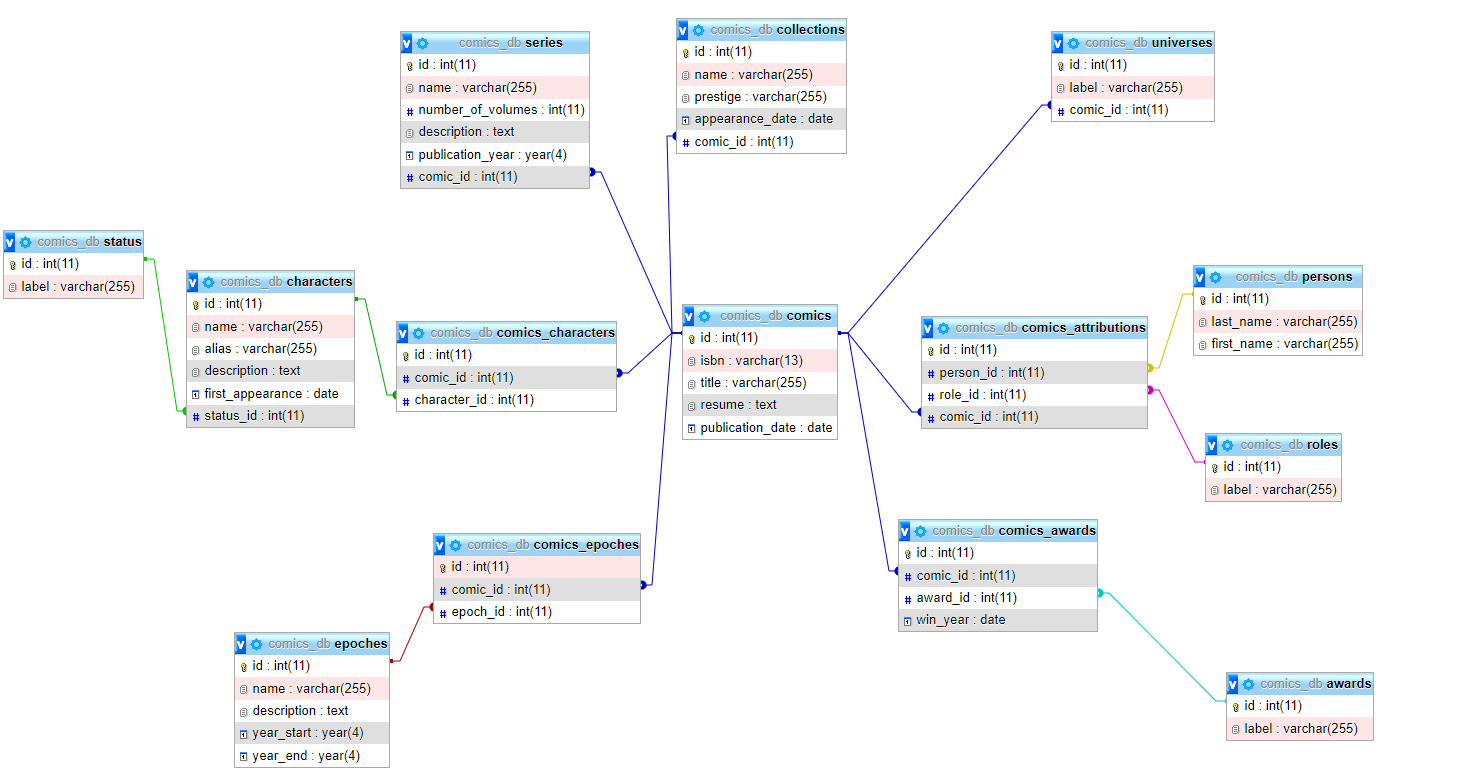 comics_db series
id : int(11)
name : varchar(255)
number_of_volumes : int(11)
description : text
publication_year : year(4)
comic_id : int(11)
comics_db collections
id : int(11)
name : varchar(255)
prestige : varchar(255)
appearance_date : date
comic_id : int(11)
comics_db universes
id : int(11)
label : varchar(255)
comic_id : int(11)
comics_db status
id : int(11)
label : varchar(255)
comics_db characters
id : int(11)
name : varchar(255)
alias : varchar(255)
description : text
first_appearance : date
status_id : int(11)
comics_db comics_characters
id : int(11)
comic_id : int(11)
character_id : int(11)
comics_db comics
id : int(11)
isbn : varchar(13)
title : varchar(255)
resume : text
publication_date : date
comics_db comics_attributions
id : int(11)
person_id : int(11)
role_id : int(11)
comic_id : int(11)
comics_db persons
id : int(11)
last_name : varchar(255)
first_name : varchar(255)
comics_db roles
id : int(11)
label : varchar(255)
comics_db comics_epoches
id : int(11)
comic_id : int(11)
epoch_id : int(11)
comics_db comics_awards
id : int(11)
comic_id : int(11)
award_id : int(11)
win_year : date
comics_db epoches
id : int(11)
name : varchar(255)
description : text
year_start : year(4)
year_end : year(4)
comics_db awards
id : int(11)
label : varchar(255)